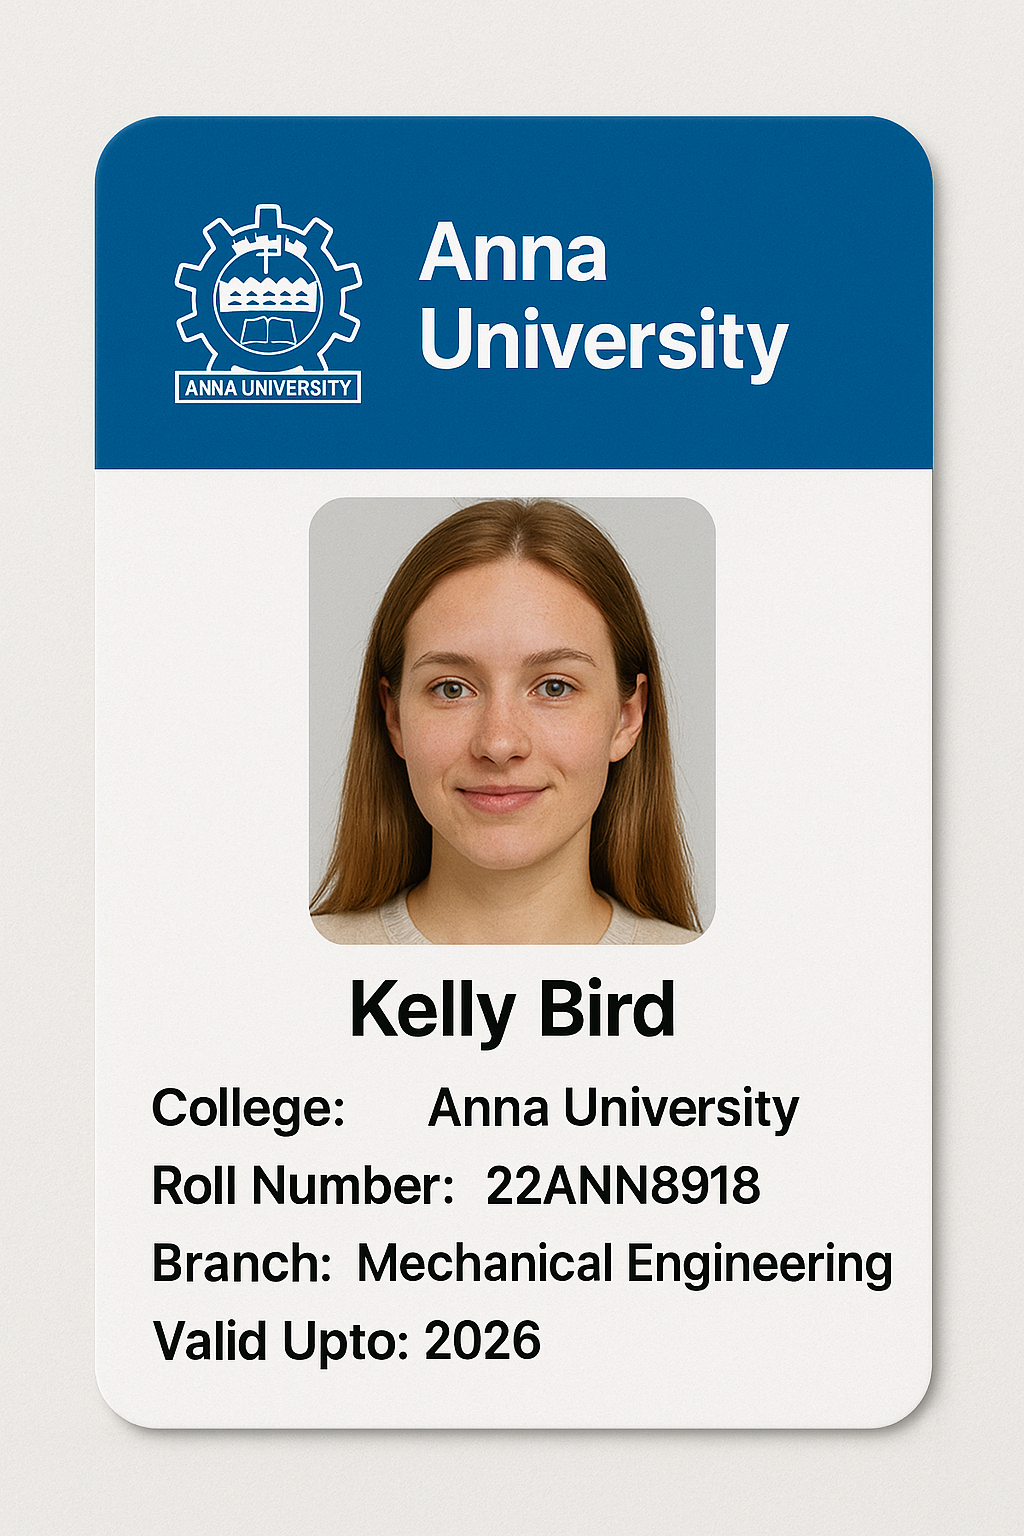 Anna
University
ANNA UNIVERSITY
Kelly Bird
College: Anna University
Roll Number: 22ANN8918
Branch: Mechanical Engineering
Valid Upto: 2026